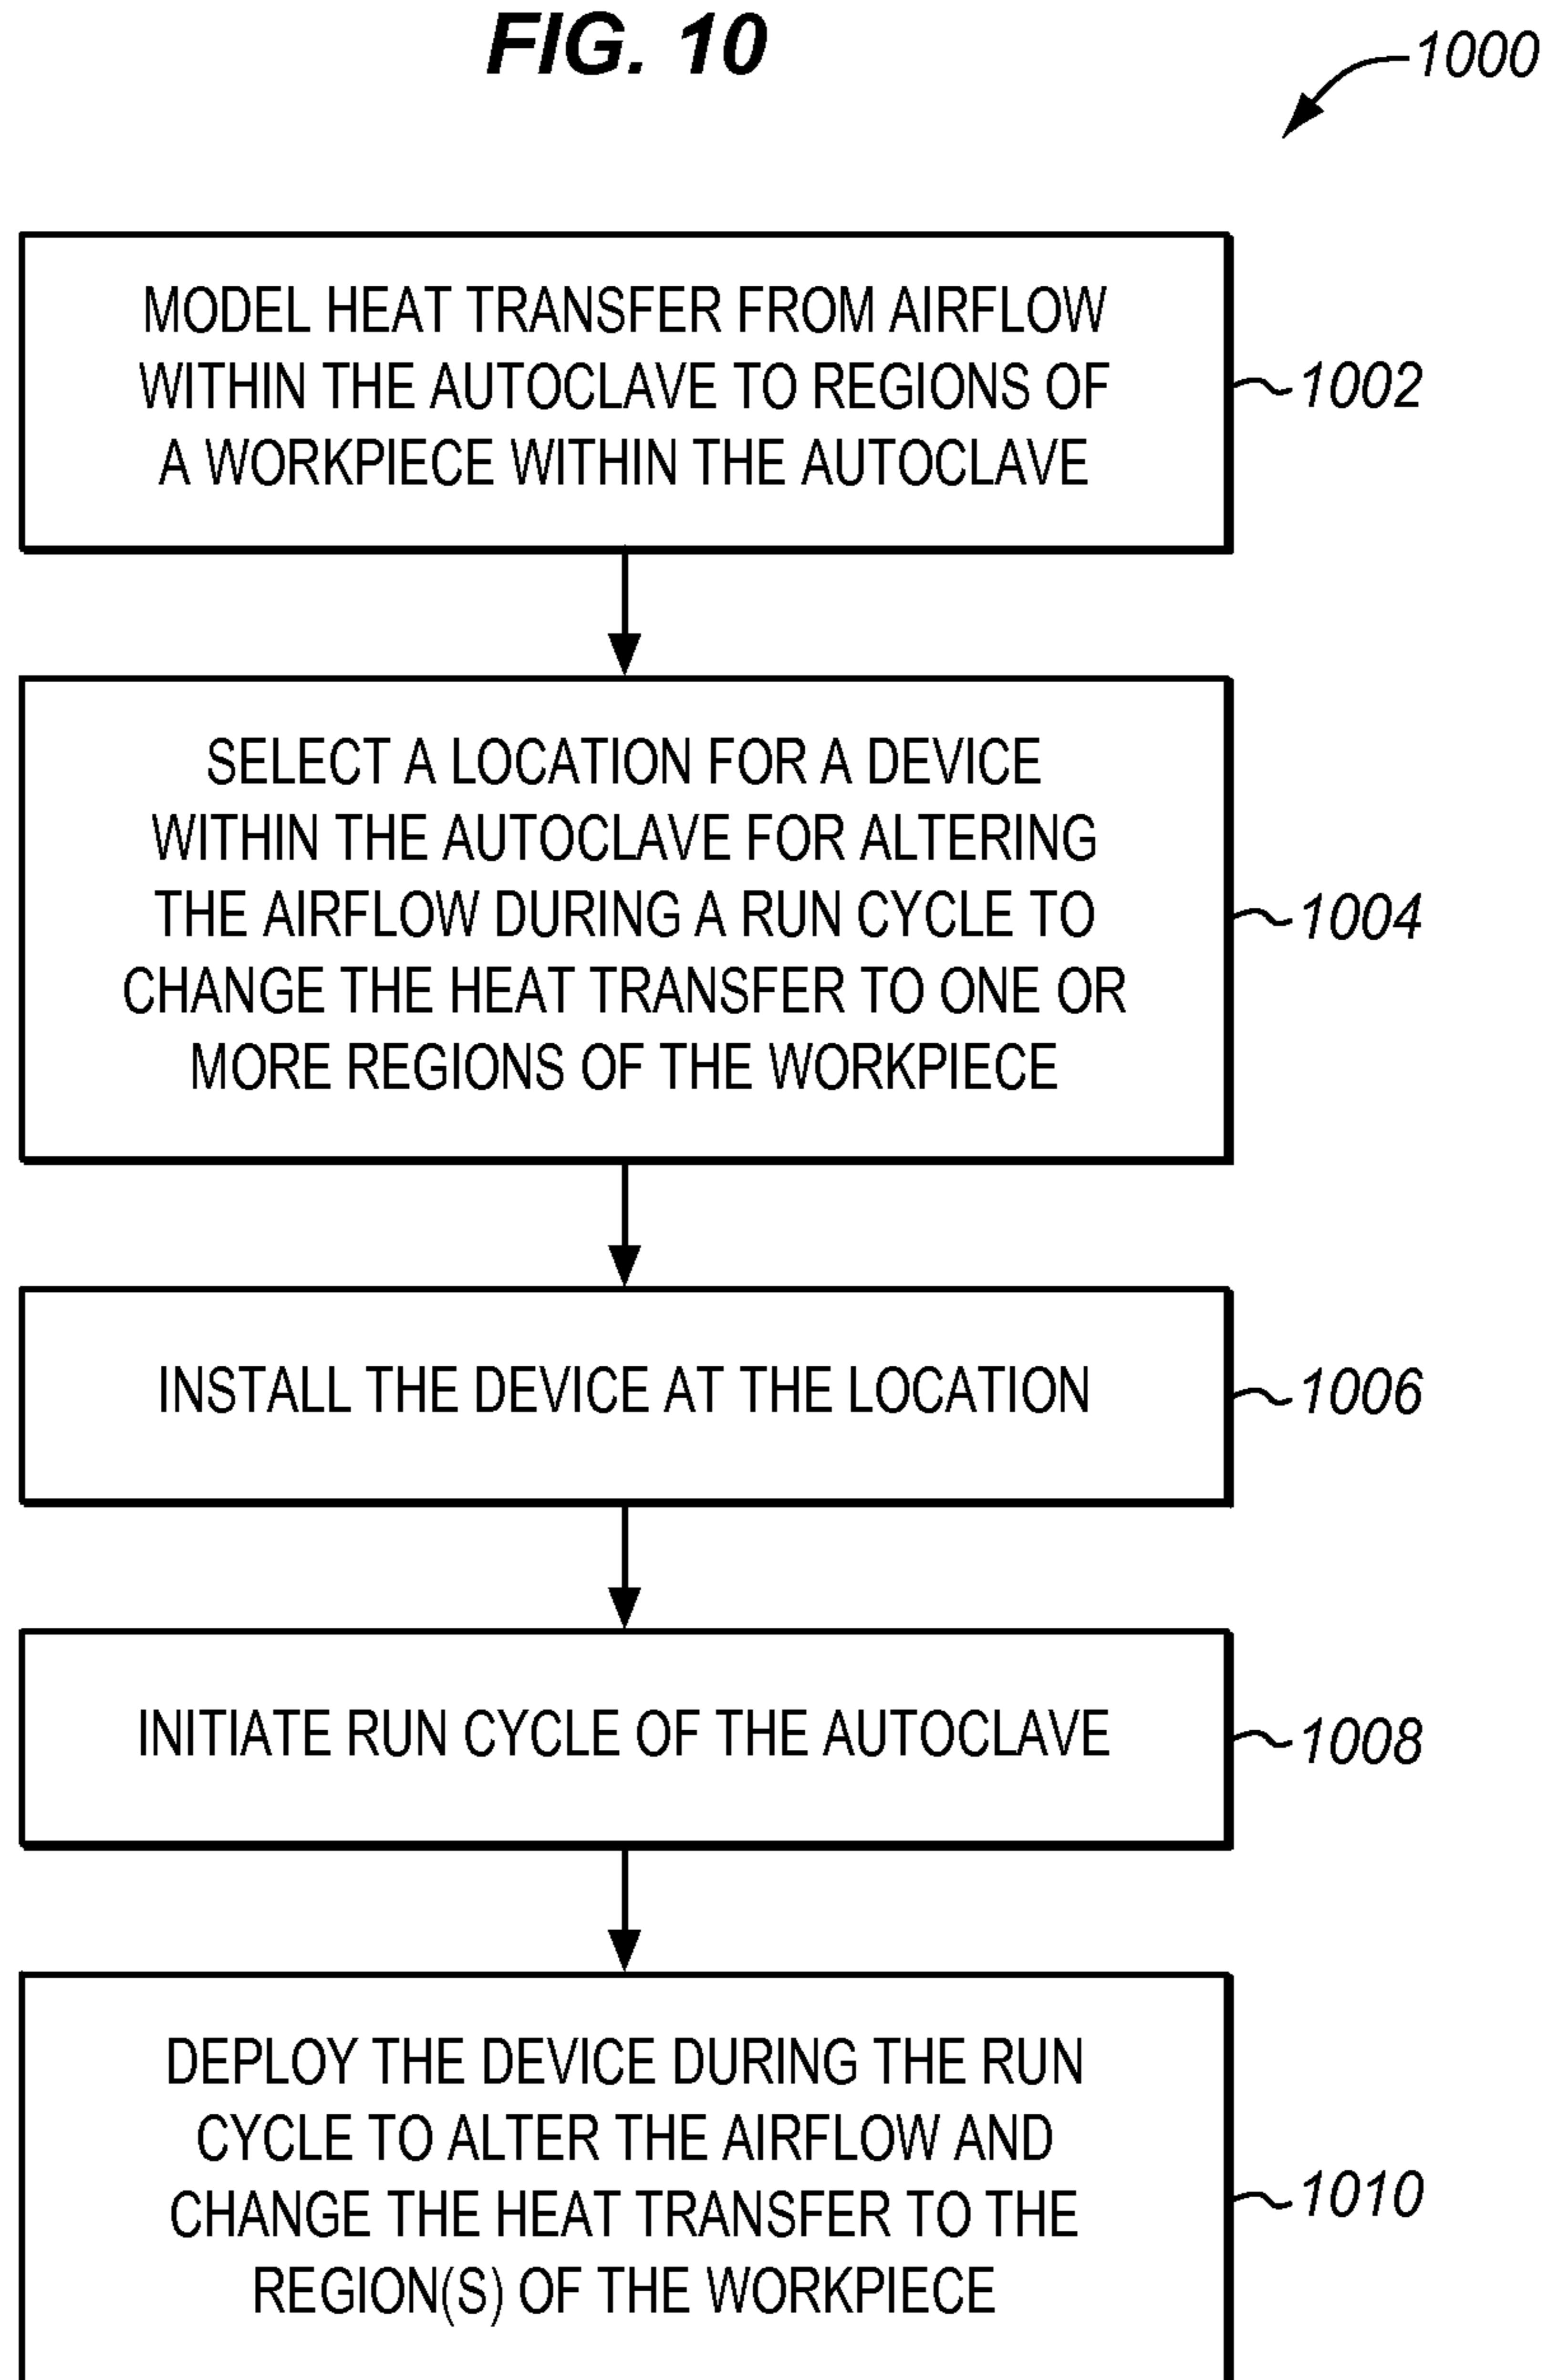 FIG. 10
1000
MODEL HEAT TRANSFER FROM AIRFLOW
WITHIN THE AUTOCLAVE TO REGIONS OF
A WORKPIECE WITHIN THE AUTOCLAVE
1002
SELECT A LOCATION FOR A DEVICE
WITHIN THE AUTOCLAVE FOR ALTERING
THE AIRFLOW DURING A RUN CYCLE TO
CHANGE THE HEAT TRANSFER TO ONE OR
MORE REGIONS OF THE WORKPIECE
1004
INSTALL THE DEVICE AT THE LOCATION
1006
INITIATE RUN CYCLE OF THE AUTOCLAVE
1008
DEPLOY THE DEVICE DURING THE RUN
CYCLE TO ALTER THE AIRFLOW AND
CHANGE THE HEAT TRANSFER TO THE
REGION(S) OF THE WORKPIECE
1010